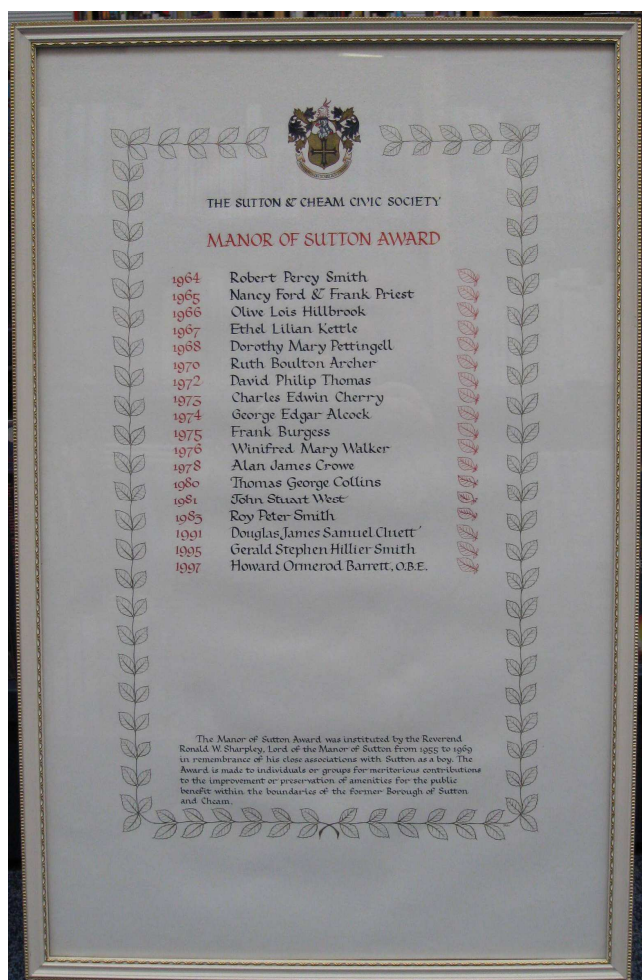 THE SUTTON & CHEAM CIVIC SOCIETY
MANOR OF SUTTON AWARD
1964 Robert Percy Smith
1965 Nancy Ford & Frank Priest
1966 Olive Lois Hillbrook
1967 Ethel Lilian Kettle
1968 Dorothy Mary Pettingell
1970 Ruth Boulton Archer
1972 David Philip Thomas
1973 Charles Edwin Cherry
1974 George Edgar Alcock
1975 Frank Burgess
1976 Winifred Mary Walker
1978 Alan James Crowe
1980 Thomas George Collins
1981 John Stuart West
1983 Roy Peter Smith
1991 Douglas James Samuel Cluett
1995 Gerald Stephen Hillier Smith
1997 Howard Ormerod Barrett, O.B.E.
The Manor of Sutton Award was instituted by the Reverend
Ronald W. Sharpley, Lord of the Manor of Sutton from 1955 to 1969
in remembrance of his close associations with Sutton as a boy. The
Award is made to individuals or groups for meritorious contributions
to the improvement or preservation of amenities for the public
benefit within the boundaries of the former Borough of Sutton
and Cheam.